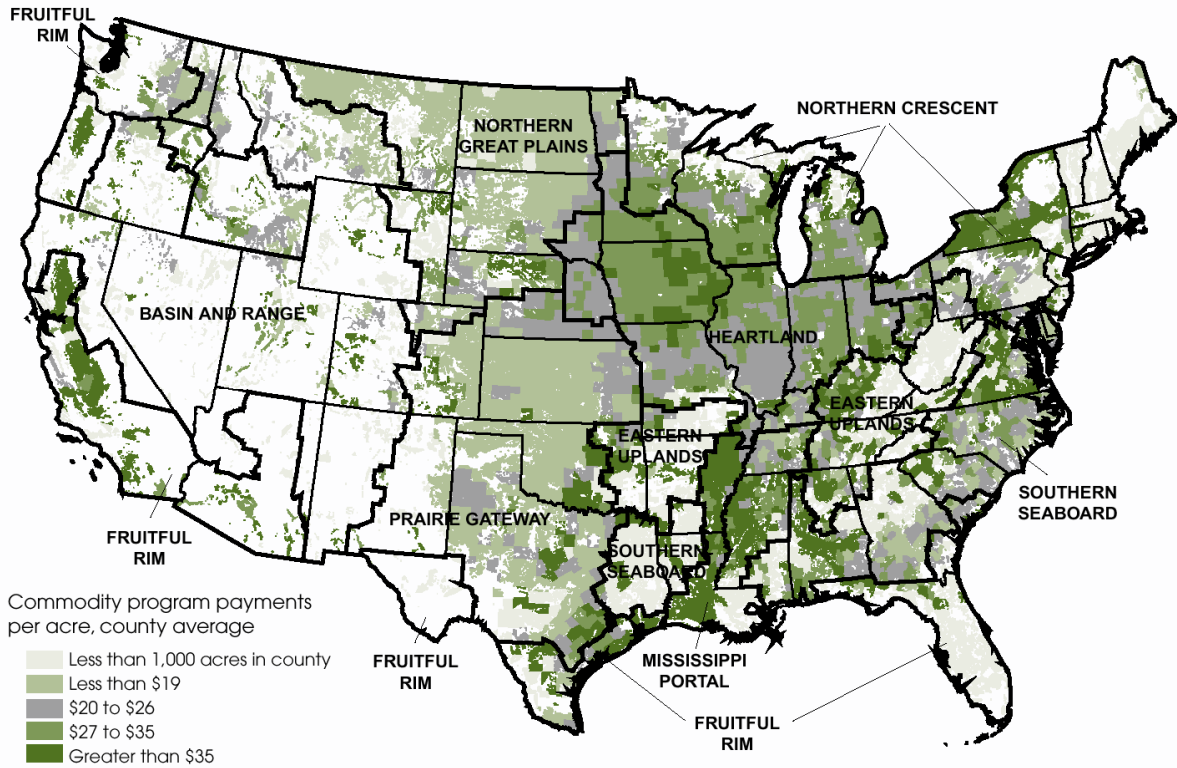 FRUITFUL
RIM
NORTHERN CRESCENT
NORTHERN
GREAT PLAINS
BASIN AND RANGE
HEARTLAND
EASTERN
UPLANDS
EASTERN
UPLANDS
SOUTHERN
SEABOARD
PRAIRIE GATEWAY
FRUITFUL
RIM
SOUTHERN
SEABOARD
Commodity program payments
per acre, county average
Less than 1,000 acres in county
Less than $19
$20 to $26
$27 to $35
Greater than $35
FRUITFUL
RIM
MISSISSIPPI
PORTAL
FRUITFUL
RIM